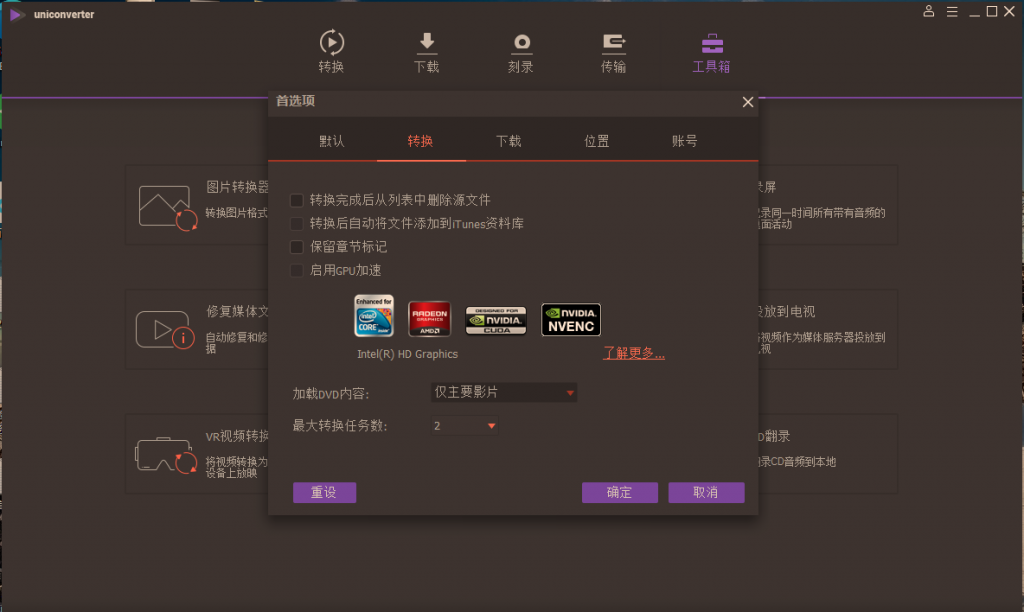 uniconverter
转换
下载
刻录
传输
工具箱
首选项
默认
转换
下载
位置
账号
图片转换器
转换图片格式
录屏
记录同一时间所有带有音频的
面活动
转换完成后从列表中删除源文件
转换后自动将文件添加到iTunes资料库
保留章节标记
启用GPU加速
修复媒体文
自动修复和修
据
投放到电视
将视频作为媒体服务器投放到
视
Enhanced for
intel
CORE
RADEON
GRAPHICS
AMD
DESIGNED FOR
NVIDIA.
CUDA
NVIDIA.
NVENC
Intel(R) HD Graphics
了解更多...
加载DVD内容:
仅主要影片
最大转换任务数:
2
VR视频转换
将视频转换为
设备上放映
D翻录
录CD音频到本地
重设
确定
取消